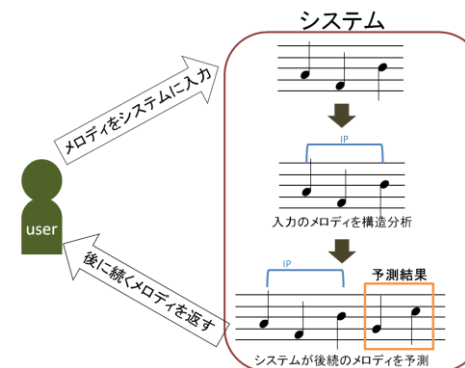 システム
メロディをシステムに入力
IP
user
入力のメロディを構造分析
後に続くメロディを返す
IP
予測結果
システムが後続のメロディを予測